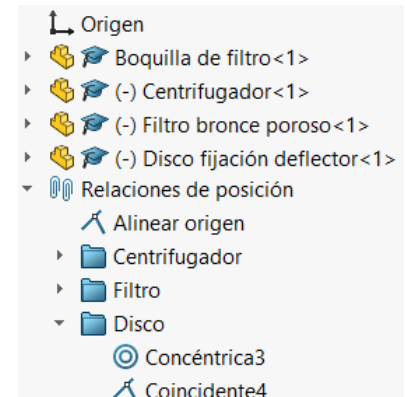 Origen
Boquilla de filtro<1>
(-) Centrifugador<1>
(-) Filtro bronce poroso<1>
(-) Disco fijación deflector<1>
Relaciones de posición
Alinear origen
Centrifugador
Filtro
Disco
Concéntrica3
Coincidente4